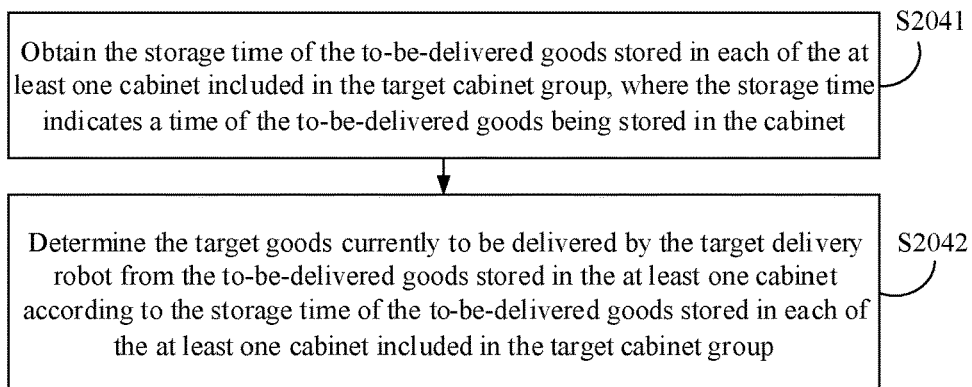 S2041
Obtain the storage time of the to-be-delivered goods stored in each of the at
least one cabinet included in the target cabinet group, where the storage time
indicates a time of the to-be-delivered goods being stored in the cabinet
S2042
Determine the target goods currently to be delivered by the target delivery
robot from the to-be-delivered goods stored in the at least one cabinet
according to the storage time of the to-be-delivered goods stored in each of
the at least one cabinet included in the target cabinet group